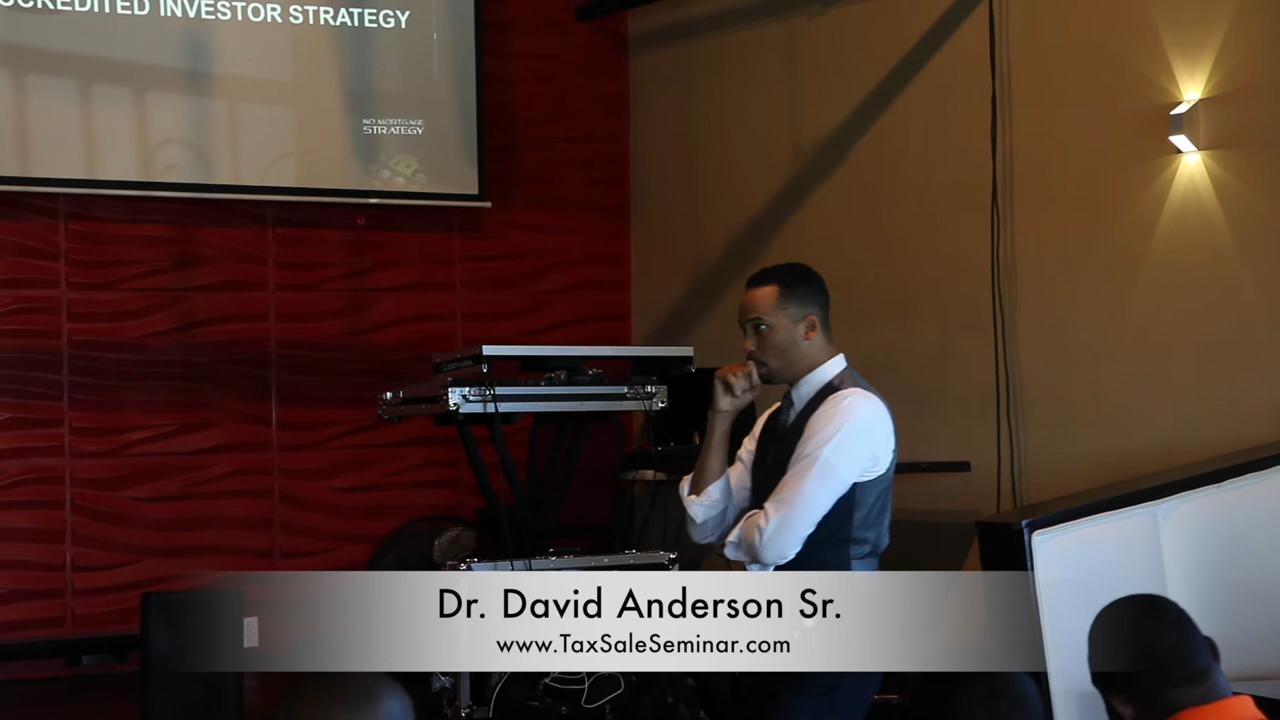 CCREDITED INVESTOR STRATEGY
NO MORTGAGE
STRATEGY
Dr. David Anderson Sr.
www.TaxSaleSeminar.com